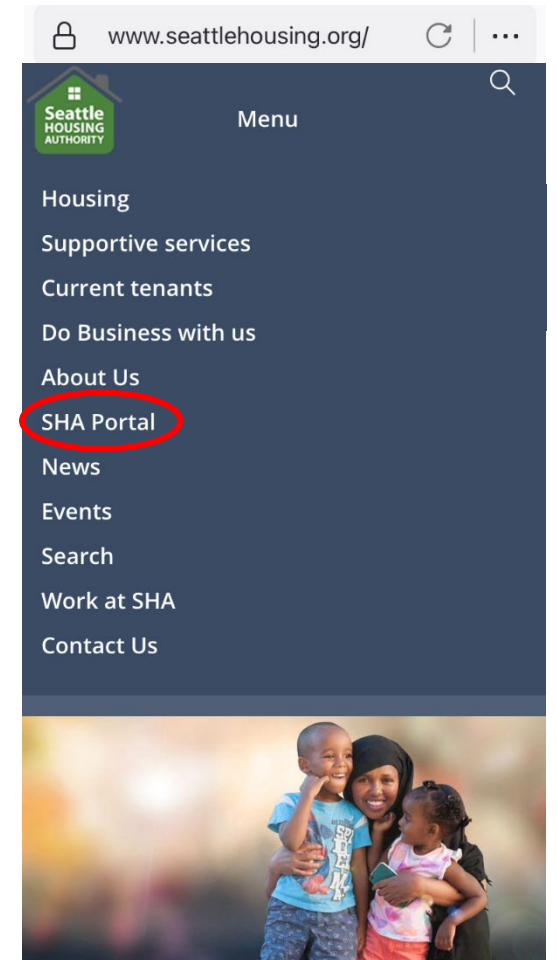 www.seattlehousing.org/
Seattle
HOUSING
AUTHORITY
Menu
Housing
Supportive services
Current tenants
Do Business with us
About Us
SHA Portal
News
Events
Search
Work at SHA
Contact Us